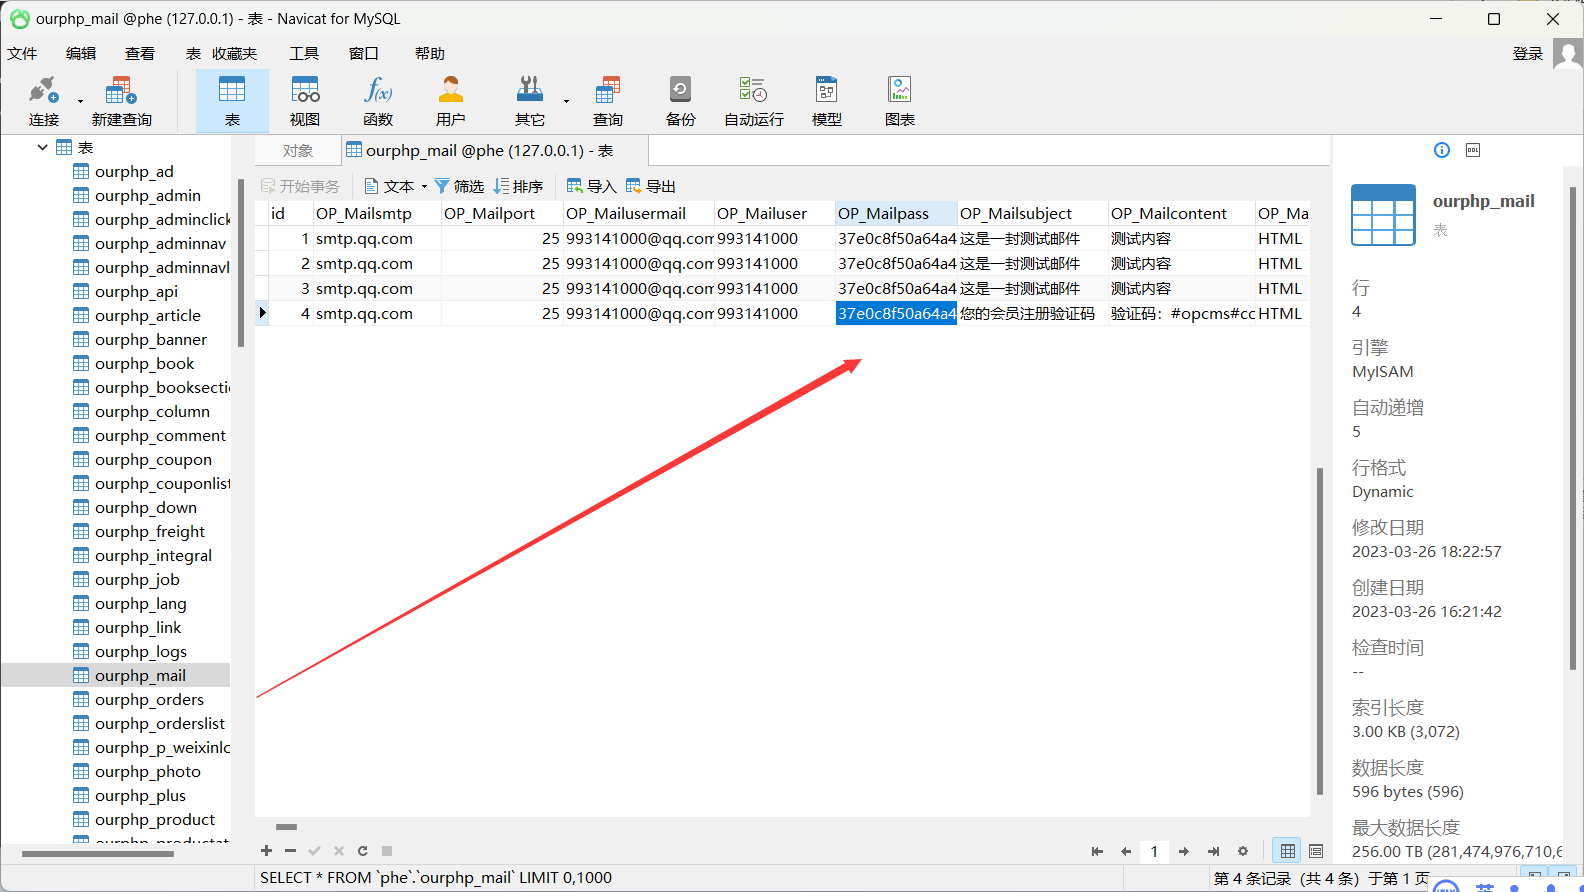 ourphp_mail @phe (127.0.0.1) - 表 - Navicat for MySQL
文件 编辑 查看 表 收藏夹 工具 窗口 帮助 登录
连接 新建查询 表 视图 函数 用户 其它 查询 备份 自动运行 模型 图表
表
ourphp_ad
ourphp_admin
ourphp_adminclick
ourphp_adminnav
ourphp_adminnavl
ourphp_api
ourphp_article
ourphp_banner
ourphp_book
ourphp_booksectio
ourphp_column
ourphp_comment
ourphp_coupon
ourphp_couponlist
ourphp_down
ourphp_freight
ourphp_integral
ourphp_job
ourphp_lang
ourphp_link
ourphp_logs
ourphp_mail
ourphp_orders
ourphp_orderslist
ourphp_p_weixinlo
ourphp_photo
ourphp_plus
ourphp_product
对象 ourphp_mail @phe (127.0.0.1) - 表
开始事务 文本 筛选 排序 导入 导出
id OP_Mailsmtp OP_Mailport OP_Mailusermail OP_Mailuser OP_Mailpass OP_Mailsubject OP_Mailcontent OP_Ma
1 smtp.qq.com 25 993141000@qq.com 993141000 37e0c8f50a64a4 这是一封测试邮件 测试内容 HTML
2 smtp.qq.com 25 993141000@qq.com 993141000 37e0c8f50a64a4 这是一封测试邮件 测试内容 HTML
3 smtp.qq.com 25 993141000@qq.com 993141000 37e0c8f50a64a4 这是一封测试邮件 测试内容 HTML
4 smtp.qq.com 25 993141000@qq.com 993141000 37e0c8f50a64a4 您的会员注册验证码 验证码：#opcms#cc HTML
1
SELECT * FROM `phe`.`ourphp_mail` LIMIT 0,1000
第 4 条记录（共 4 条）于第 1 页
DDL
ourphp_mail
表
行
4
引擎
MyISAM
自动递增
5
行格式
Dynamic
修改日期
2023-03-26 18:22:57
创建日期
2023-03-26 16:21:42
检查时间
--
索引长度
3.00 KB (3,072)
数据长度
596 bytes (596)
最大数据长度
256.00 TB (281,474,976,710,6